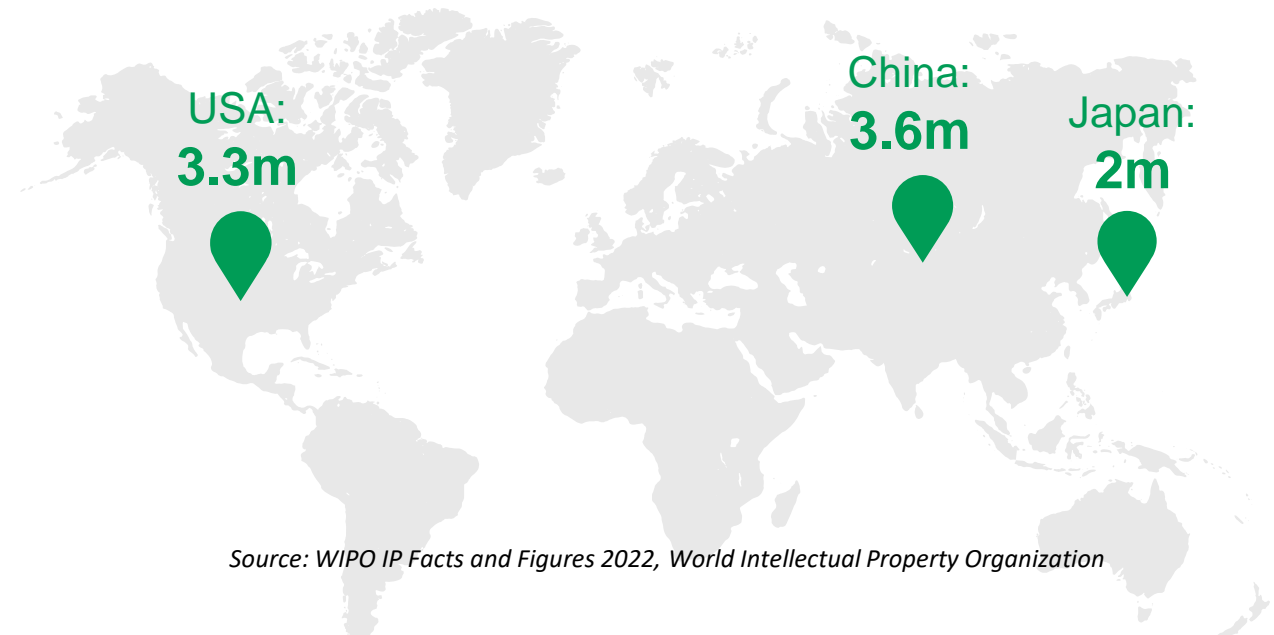 USA:
3.3m
China:
3.6m
Japan:
2m
Source: WIPO IP Facts and Figures 2022, World Intellectual Property Organization